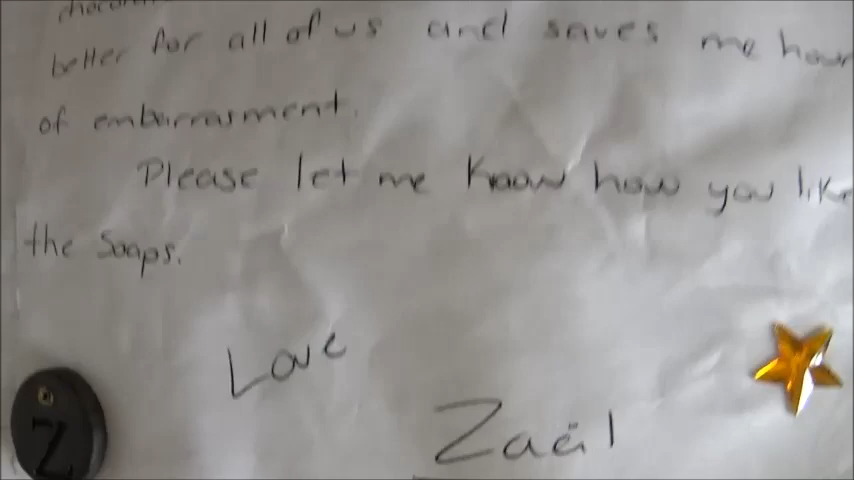 better for all of us and saves me hour
of embarrasment.
Please let me know how you like
the Soaps.
Love
Zaáil
Z